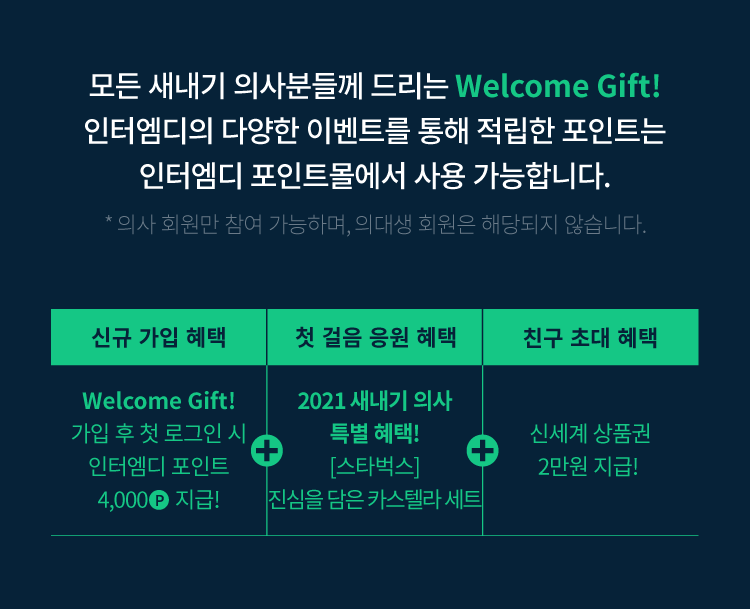 모든 새내기 의사분들께 드리는 Welcome Gift!
인터엠디의 다양한 이벤트를 통해 적립한 포인트는
인터엠디 포인트몰에서 사용 가능합니다.
* 의사 회원만 참여 가능하며, 의대생 회원은 해당되지 않습니다.
신규 가입 혜택
첫 걸음 응원 혜택
친구 초대 혜택
Welcome Gift!
가입 후 첫 로그인 시
인터엠디 포인트
4,000P 지급!
2021 새내기 의사
특별 혜택!
[스타벅스]
진심을 담은 카스텔라 세트
신세계 상품권
2만원 지급!